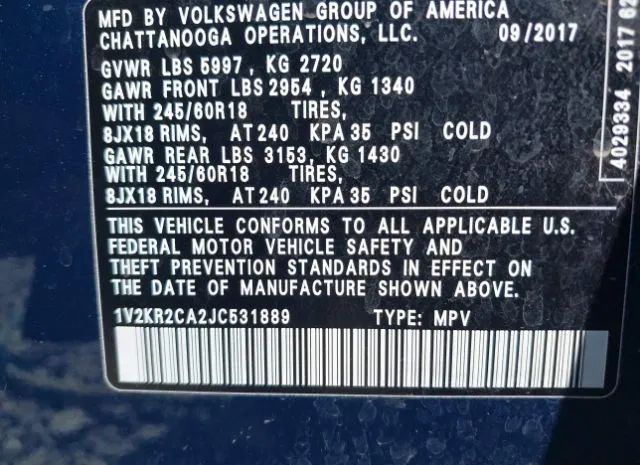 MFD BY VOLKSWAGEN GROUP OF AMERICA
CHATTANOOGA OPERATIONS, LLC. 09/2017
GVWR LBS 5997, KG 2720
GAWR FRONT LBS 2954, KG 1340
WITH 245/60R18 TIRES,
8JX18 RIMS, AT 240 KPA 35 PSI COLD
GAWR REAR LBS 3153, KG 1430
WITH 245/60R18 TIRES,
8JX18 RIMS, AT 240 KPA 35 PSI COLD
THIS VEHICLE CONFORMS TO ALL APPLICABLE U.S.
FEDERAL MOTOR VEHICLE SAFETY AND
THEFT PREVENTION STANDARDS IN EFFECT ON
THE DATE OF MANUFACTURE SHOWN ABOVE.
1V2KR2CA2JC531889 TYPE: MPV
4029334 2017 62